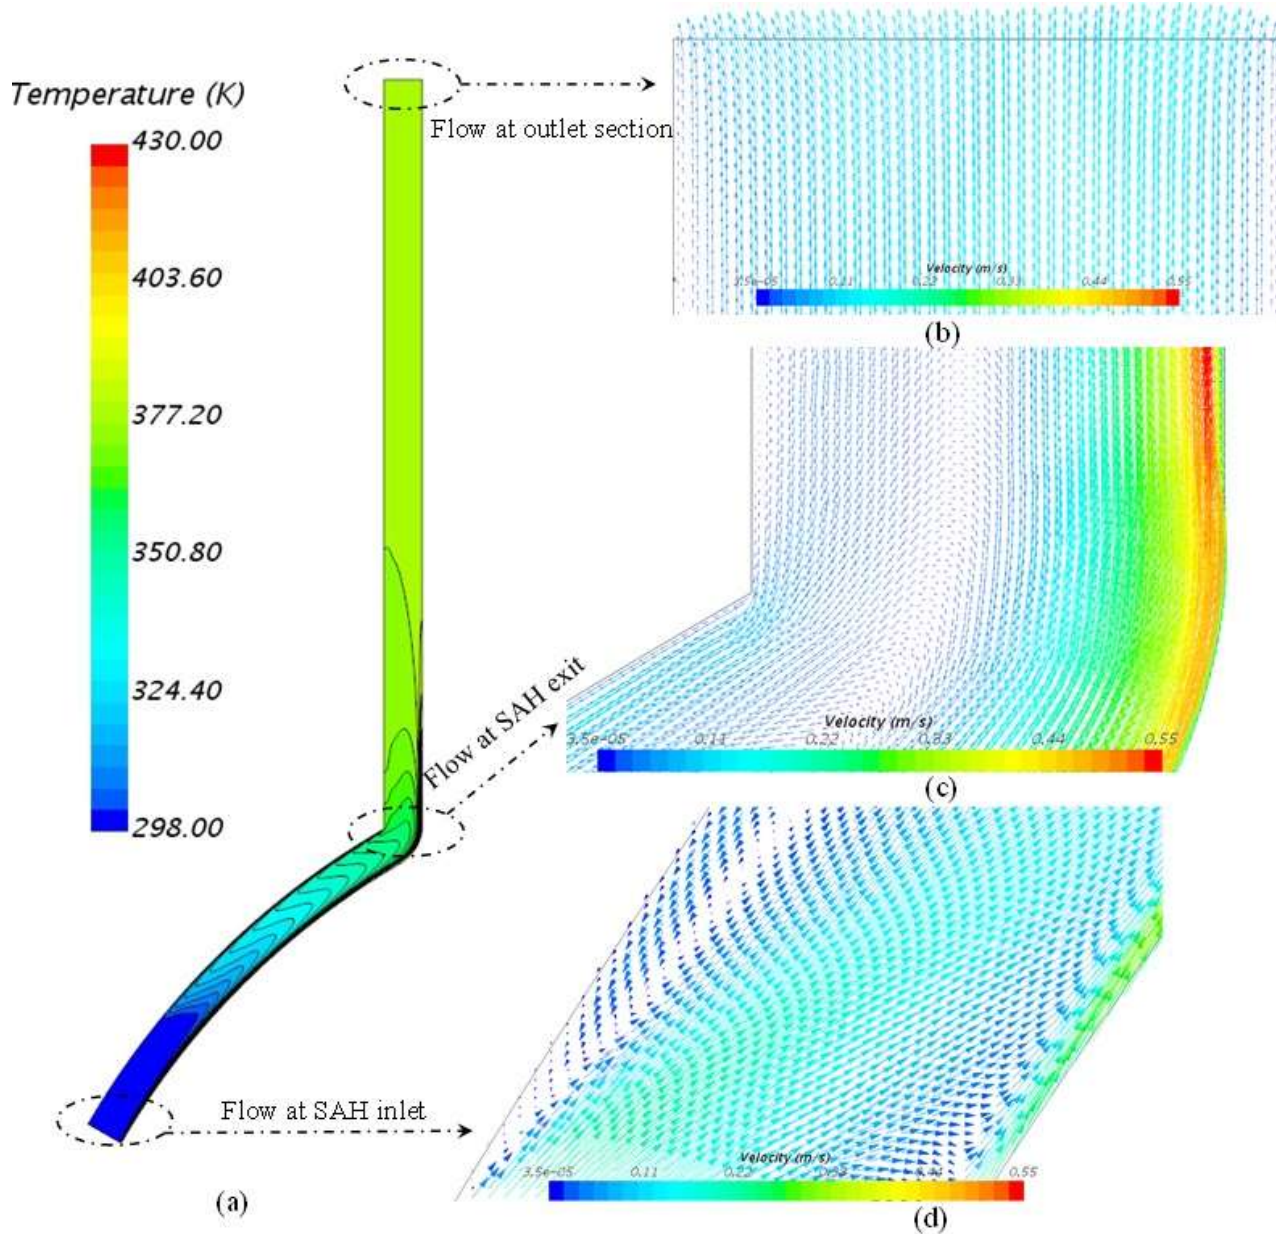 Temperature (K)
430.00
403.60
377.20
350.80
324.40
298.00
Flow at outlet section
Velocity (m/s)
3.5e-05 0.11 0.22 0.33 0.44 0.55
(b)
Flow at SAH exit
Velocity (m/s)
3.5e-05 0.11 0.22 0.33 0.44 0.55
(c)
Flow at SAH inlet
Velocity (m/s)
3.5e-05 0.11 0.22 0.33 0.44 0.55
(a)
(d)